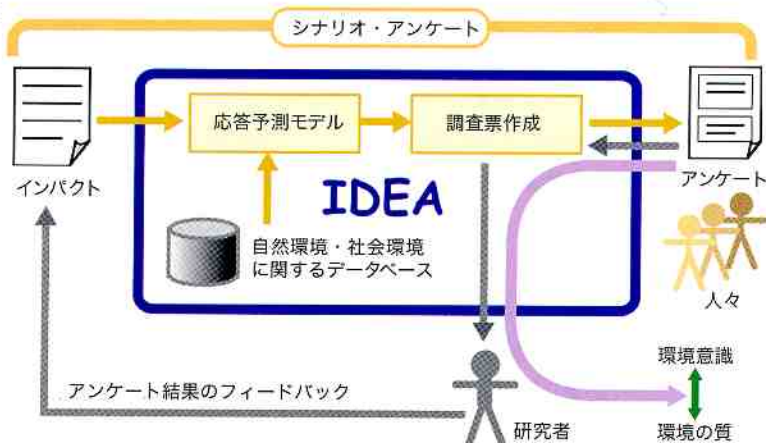 シナリオ・アンケート
応答予測モデル
調査票作成
インパクト
アンケート
IDEA
自然環境・社会環境
に関するデータベース
人々
環境意識
アンケート結果のフィードバック
研究者
環境の質